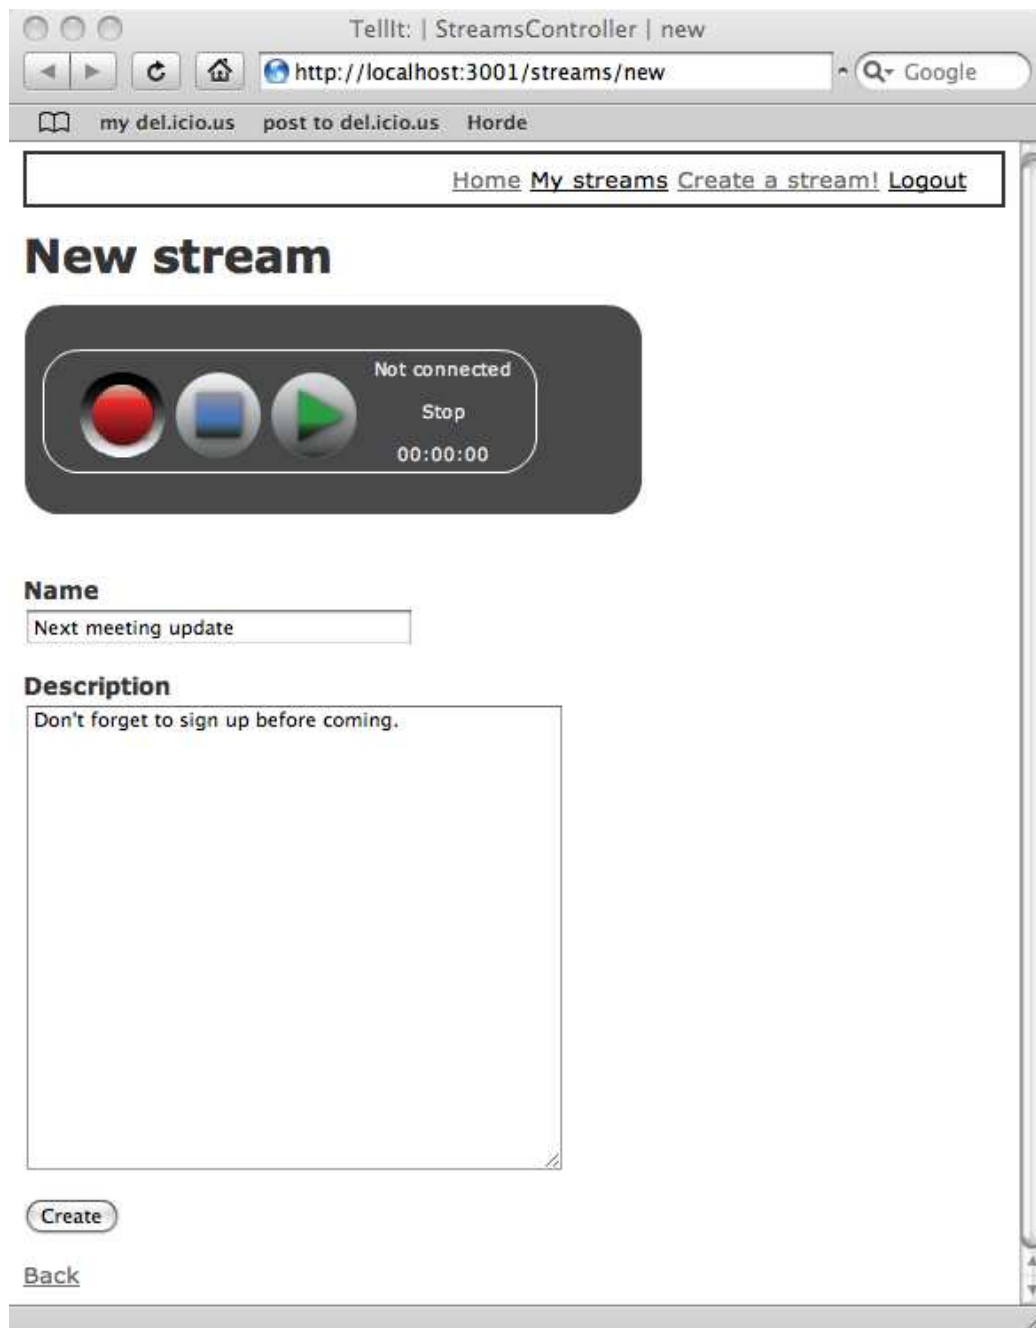 TellIt: | StreamsController | new
http://localhost:3001/streams/new
Google
my del.icio.us post to del.icio.us Horde
Home My streams Create a stream! Logout
New stream
Not connected
Stop
00:00:00
Name
Next meeting update
Description
Don't forget to sign up before coming.
Create
Back